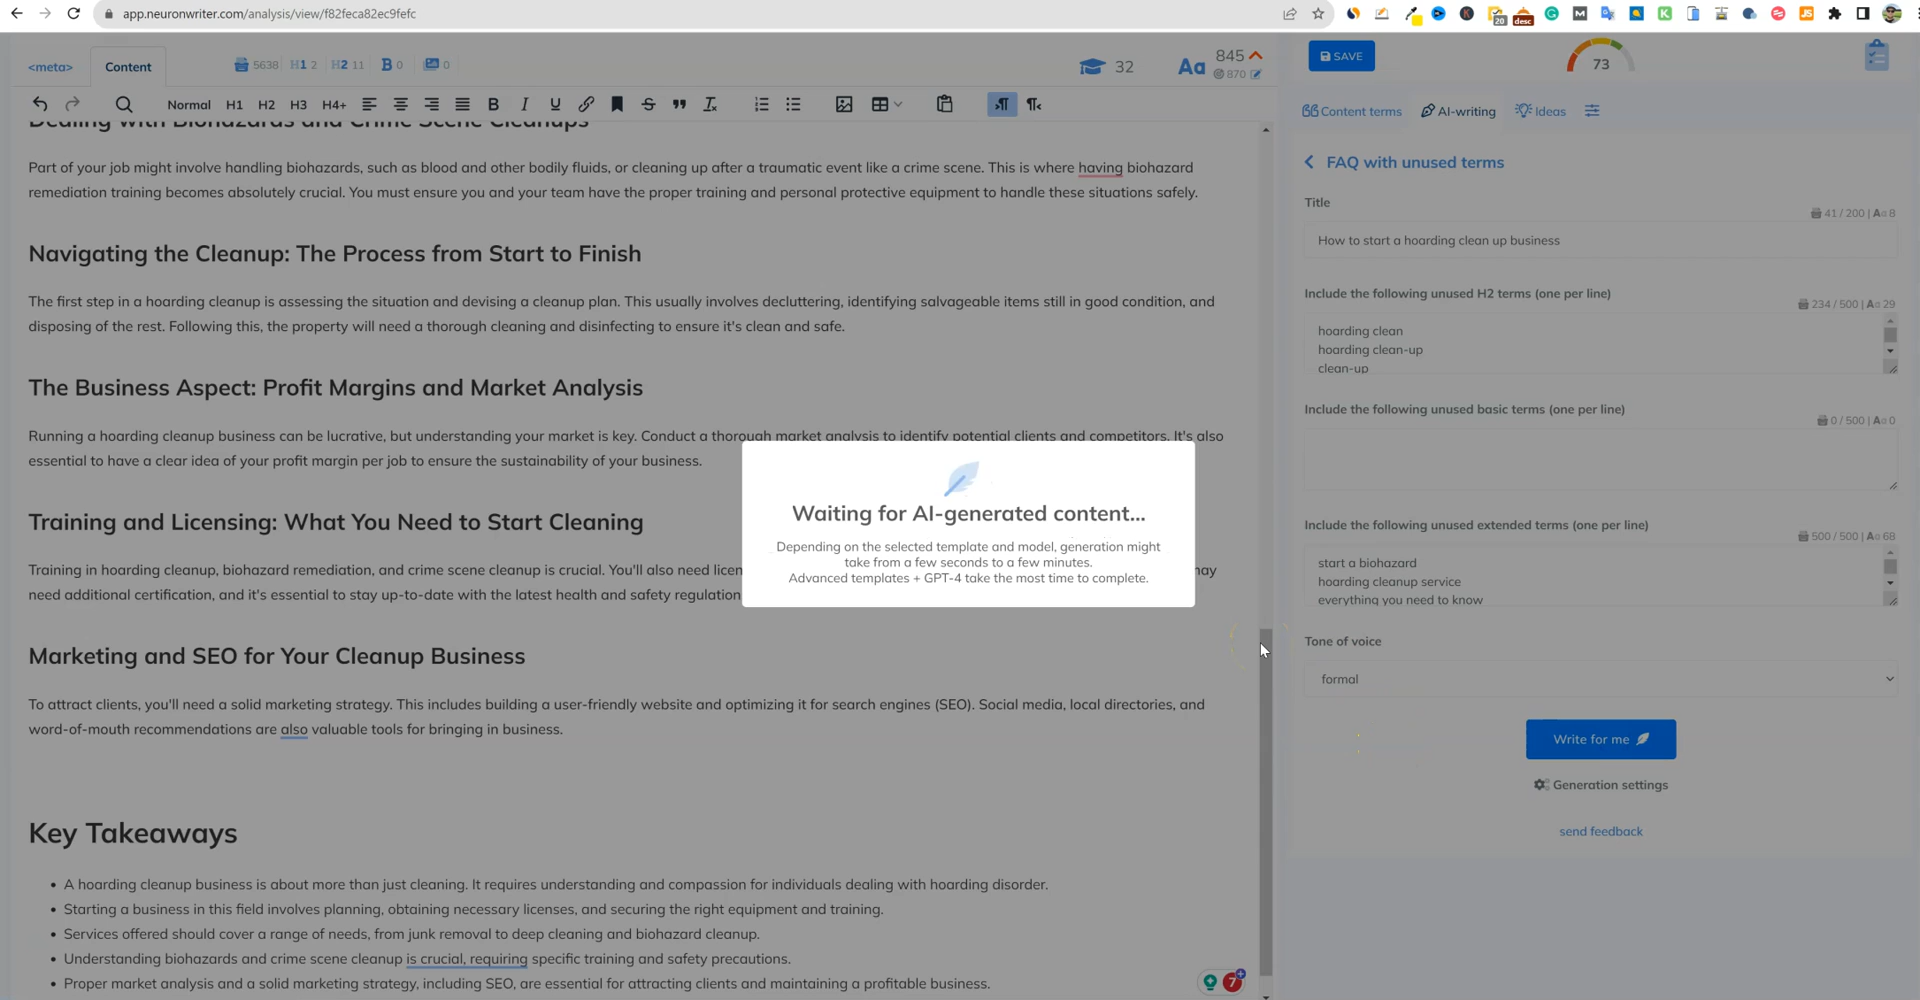 app.neuronwriter.com/analysis/view/f82feca82ec9fefc
<meta>
Content
5638 H1 2 H2 11 B 0 0
32
Aa 845
870
SAVE
73
Normal H1 H2 H3 H4+ B I U S
Content terms AI-writing Ideas
Dealing with Biohazards and Crime Scene Cleanups
Part of your job might involve handling biohazards, such as blood and other bodily fluids, or cleaning up after a traumatic event like a crime scene. This is where having biohazard
remediation training becomes absolutely crucial. You must ensure you and your team have the proper training and personal protective equipment to handle these situations safely.
Navigating the Cleanup: The Process from Start to Finish
The first step in a hoarding cleanup is assessing the situation and devising a cleanup plan. This usually involves decluttering, identifying salvageable items still in good condition, and
disposing of the rest. Following this, the property will need a thorough cleaning and disinfecting to ensure it's clean and safe.
The Business Aspect: Profit Margins and Market Analysis
Running a hoarding cleanup business can be lucrative, but understanding your market is key. Conduct a thorough market analysis to identify potential clients and competitors. It's also
essential to have a clear idea of your profit margin per job to ensure the sustainability of your business.
Training and Licensing: What You Need to Start Cleaning
Training in hoarding cleanup, biohazard remediation, and crime scene cleanup is crucial. You'll also need licen
may
need additional certification, and it's essential to stay up-to-date with the latest health and safety regulation
Marketing and SEO for Your Cleanup Business
To attract clients, you'll need a solid marketing strategy. This includes building a user-friendly website and optimizing it for search engines (SEO). Social media, local directories, and
word-of-mouth recommendations are also valuable tools for bringing in business.
Key Takeaways
• A hoarding cleanup business is about more than just cleaning. It requires understanding and compassion for individuals dealing with hoarding disorder.
• Starting a business in this field involves planning, obtaining necessary licenses, and securing the right equipment and training.
• Services offered should cover a range of needs, from junk removal to deep cleaning and biohazard cleanup.
• Understanding biohazards and crime scene cleanup is crucial, requiring specific training and safety precautions.
• Proper market analysis and a solid marketing strategy, including SEO, are essential for attracting clients and maintaining a profitable business.
7
Waiting for AI-generated content...
Depending on the selected template and model, generation might
take from a few seconds to a few minutes.
Advanced templates + GPT-4 take the most time to complete.
FAQ with unused terms
Title
41 / 200 | Aa 8
How to start a hoarding clean up business
Include the following unused H2 terms (one per line)
234 / 500 | Aa 29
hoarding clean
hoarding clean-up
clean-up
Include the following unused basic terms (one per line)
0 / 500 | Aa 0
Include the following unused extended terms (one per line)
500 / 500 | Aa 68
start a biohazard
hoarding cleanup service
everything you need to know
Tone of voice
formal
Write for me
Generation settings
send feedback
20
desc